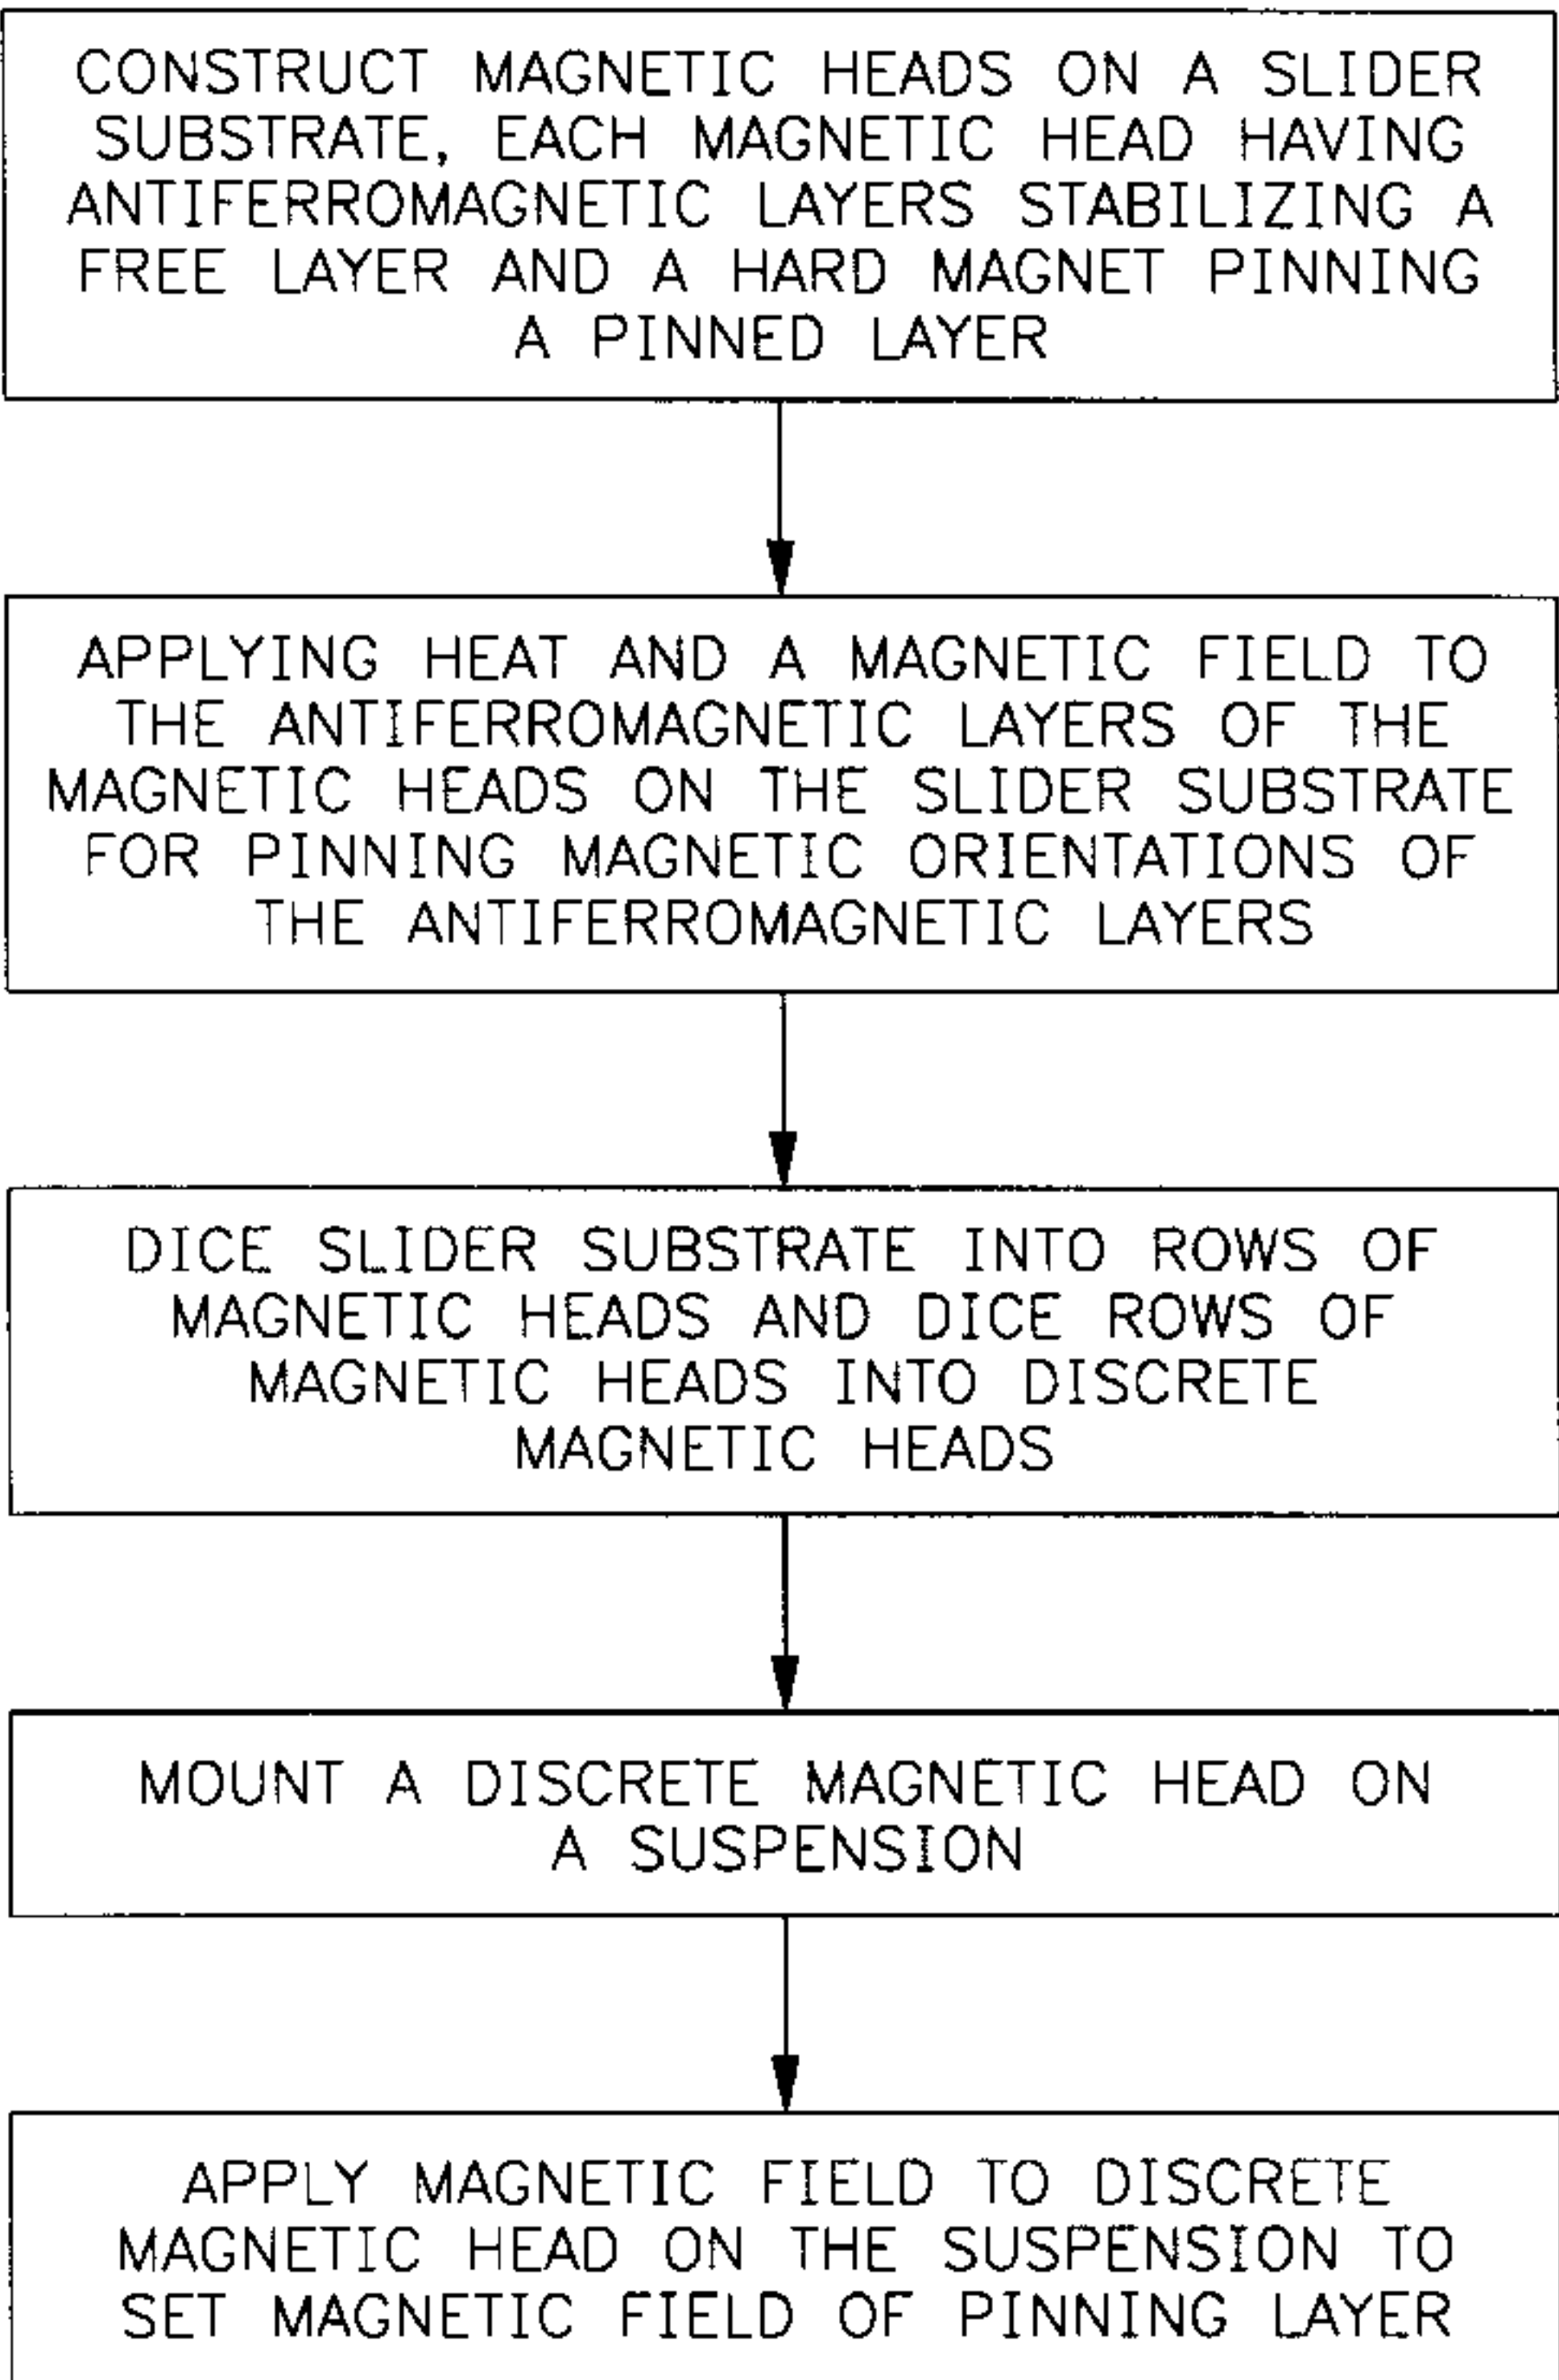 CONSTRUCT MAGNETIC HEADS ON A SLIDER
SUBSTRATE, EACH MAGNETIC HEAD HAVING
ANTIFERROMAGNETIC LAYERS STABILIZING A
FREE LAYER AND A HARD MAGNET PINNING
A PINNED LAYER
APPLYING HEAT AND A MAGNETIC FIELD TO
THE ANTIFERROMAGNETIC LAYERS OF THE
MAGNETIC HEADS ON THE SLIDER SUBSTRATE
FOR PINNING MAGNETIC ORIENTATIONS OF
THE ANTIFERROMAGNETIC LAYERS
DICE SLIDER SUBSTRATE INTO ROWS OF
MAGNETIC HEADS AND DICE ROWS OF
MAGNETIC HEADS INTO DISCRETE
MAGNETIC HEADS
MOUNT A DISCRETE MAGNETIC HEAD ON
A SUSPENSION
APPLY MAGNETIC FIELD TO DISCRETE
MAGNETIC HEAD ON THE SUSPENSION TO
SET MAGNETIC FIELD OF PINNING LAYER